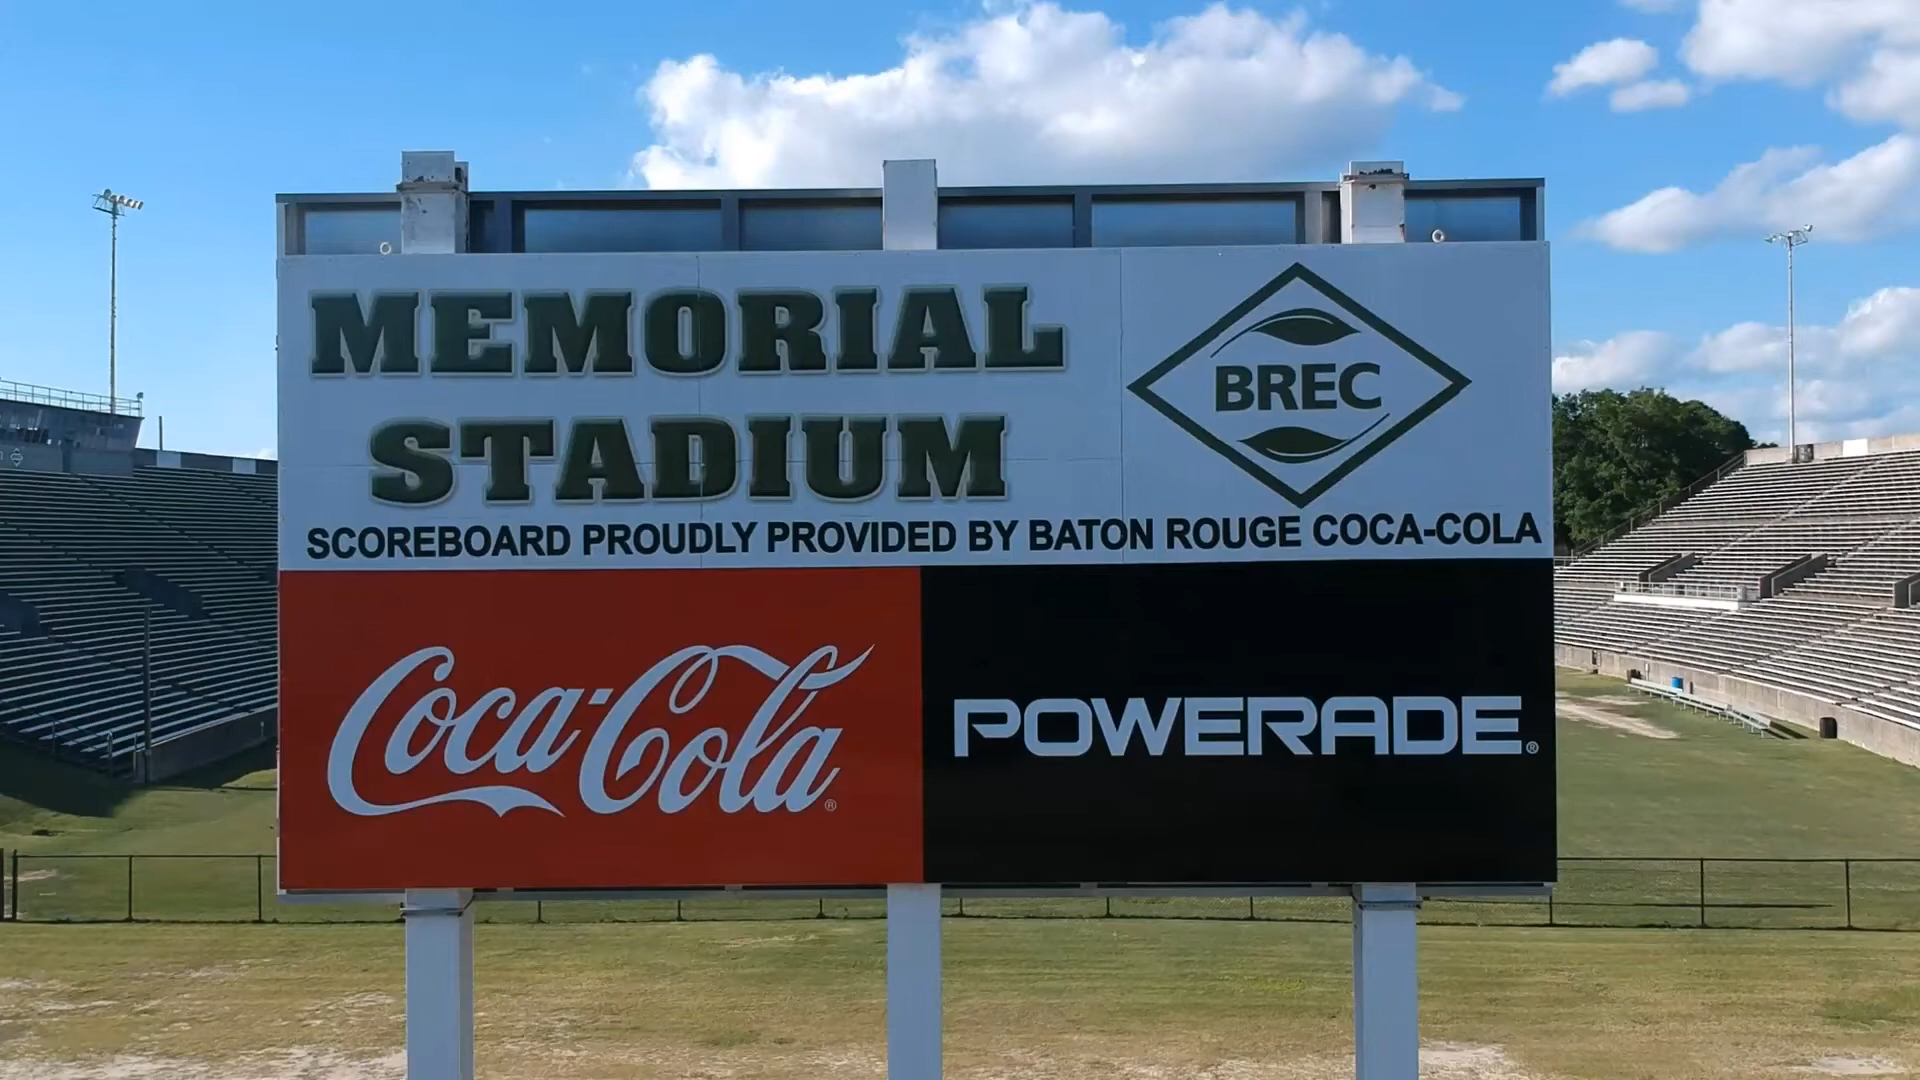 MEMORIAL
STADIUM
BREC
SCOREBOARD PROUDLY PROVIDED BY BATON ROUGE COCA-COLA
Coca-Cola®
POWERADE®